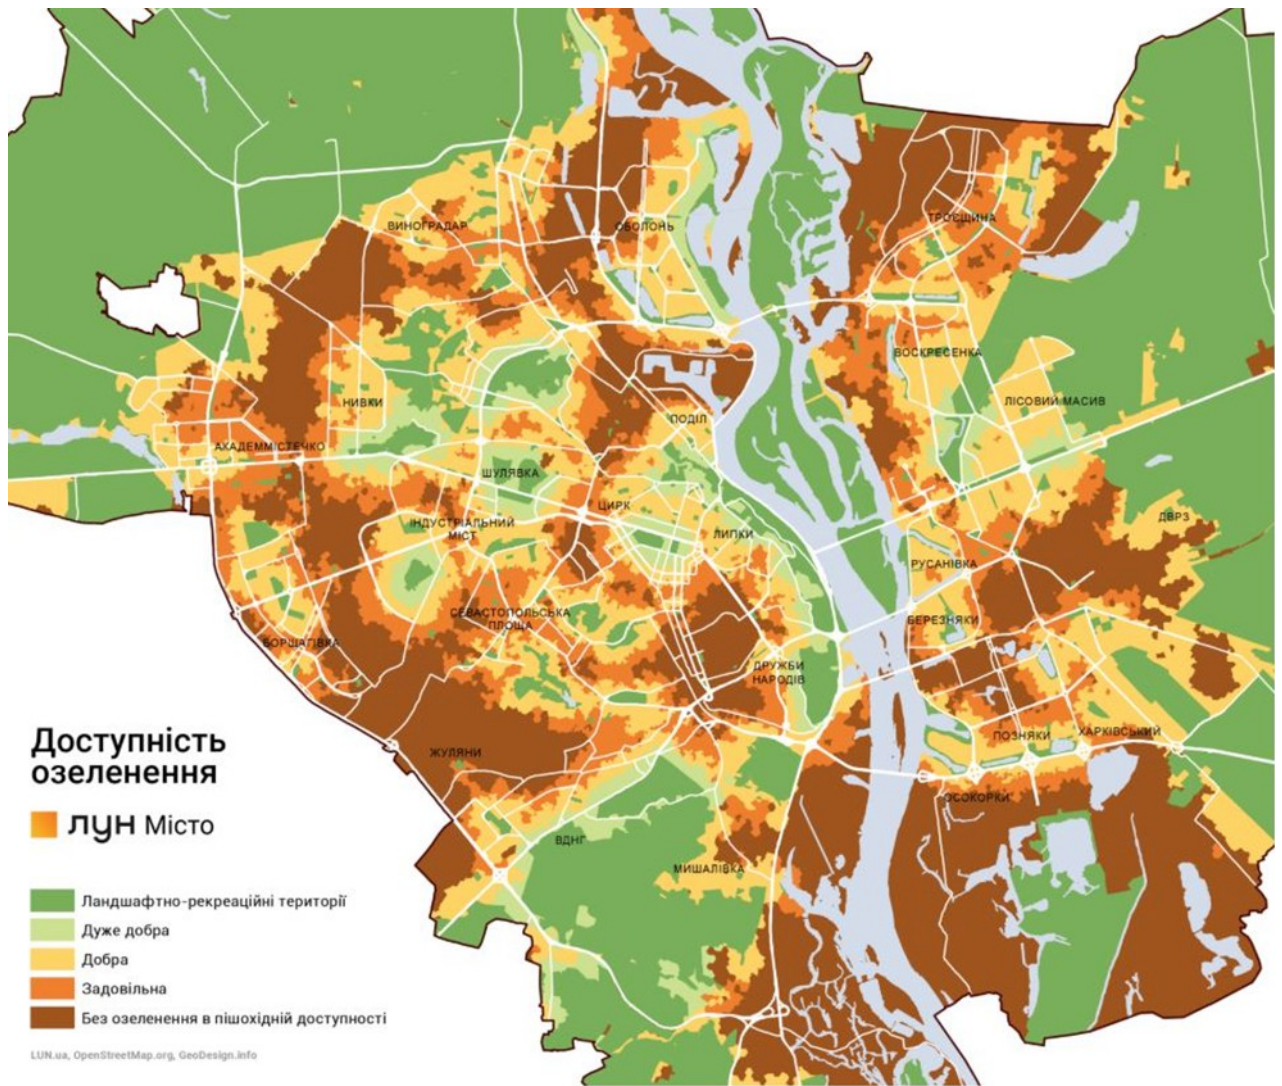 ВИНОГРАДАР
ОБОЛОНЬ
ТРОЄЩИНА
ВОСКРЕСЕНКА
НИВКИ
ЛІСОВИЙ МАСИВ
ПОДІЛ
АКАДЕММІСТЕЧКО
ШУЛЯВКА
ЦИРК
ІНДУСТРІАЛЬНИЙ
МІСТ
ЛИПКИ
ДВРЗ
РУСАНІВКА
СЕВАСТОПОЛЬСЬКА
ПЛОЩА
БЕРЕЗНЯКИ
БОРЩАГІВКА
ДРУЖБИ
НАРОДІВ
ПОЗНЯКИ
ХАРКІВСЬКИЙ
ЖУЛЯНИ
ОСОКОРКИ
ВДНГ
МИШАЛІВКА
Доступність
озеленення
ЛУН Місто
Ландшафтно-рекреаційні території
Дуже добра
Добра
Задовільна
Без озеленення в пішохідній доступності
LUN.ua, OpenStreetMap.org, GeoDesign.info